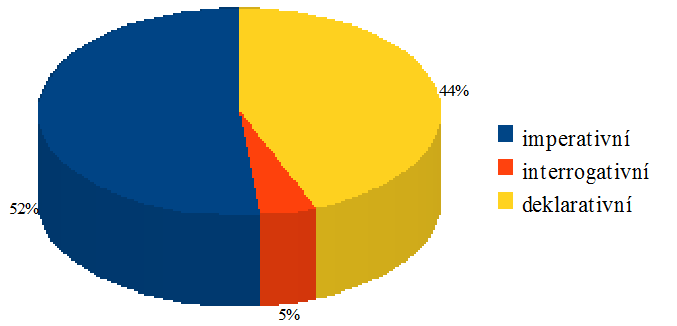 44%
imperativní
interrogativní
deklarativní
52%
5%